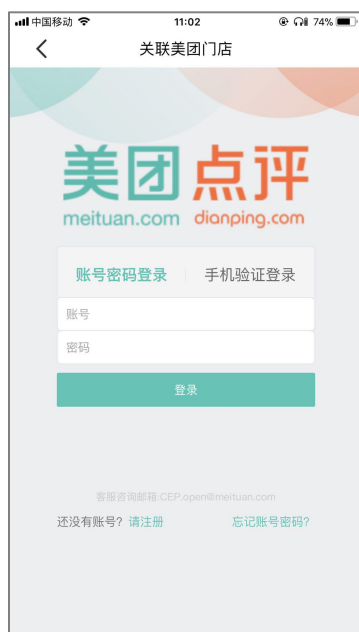 中国移动 11:02 74%
关联美团门店
美团 点评
meituan.com dianping.com
账号密码登录 手机验证登录
账号
密码
登录
客服咨询邮箱:CEP.open@meituan.com
还没有账号? 请注册 忘记账号密码?